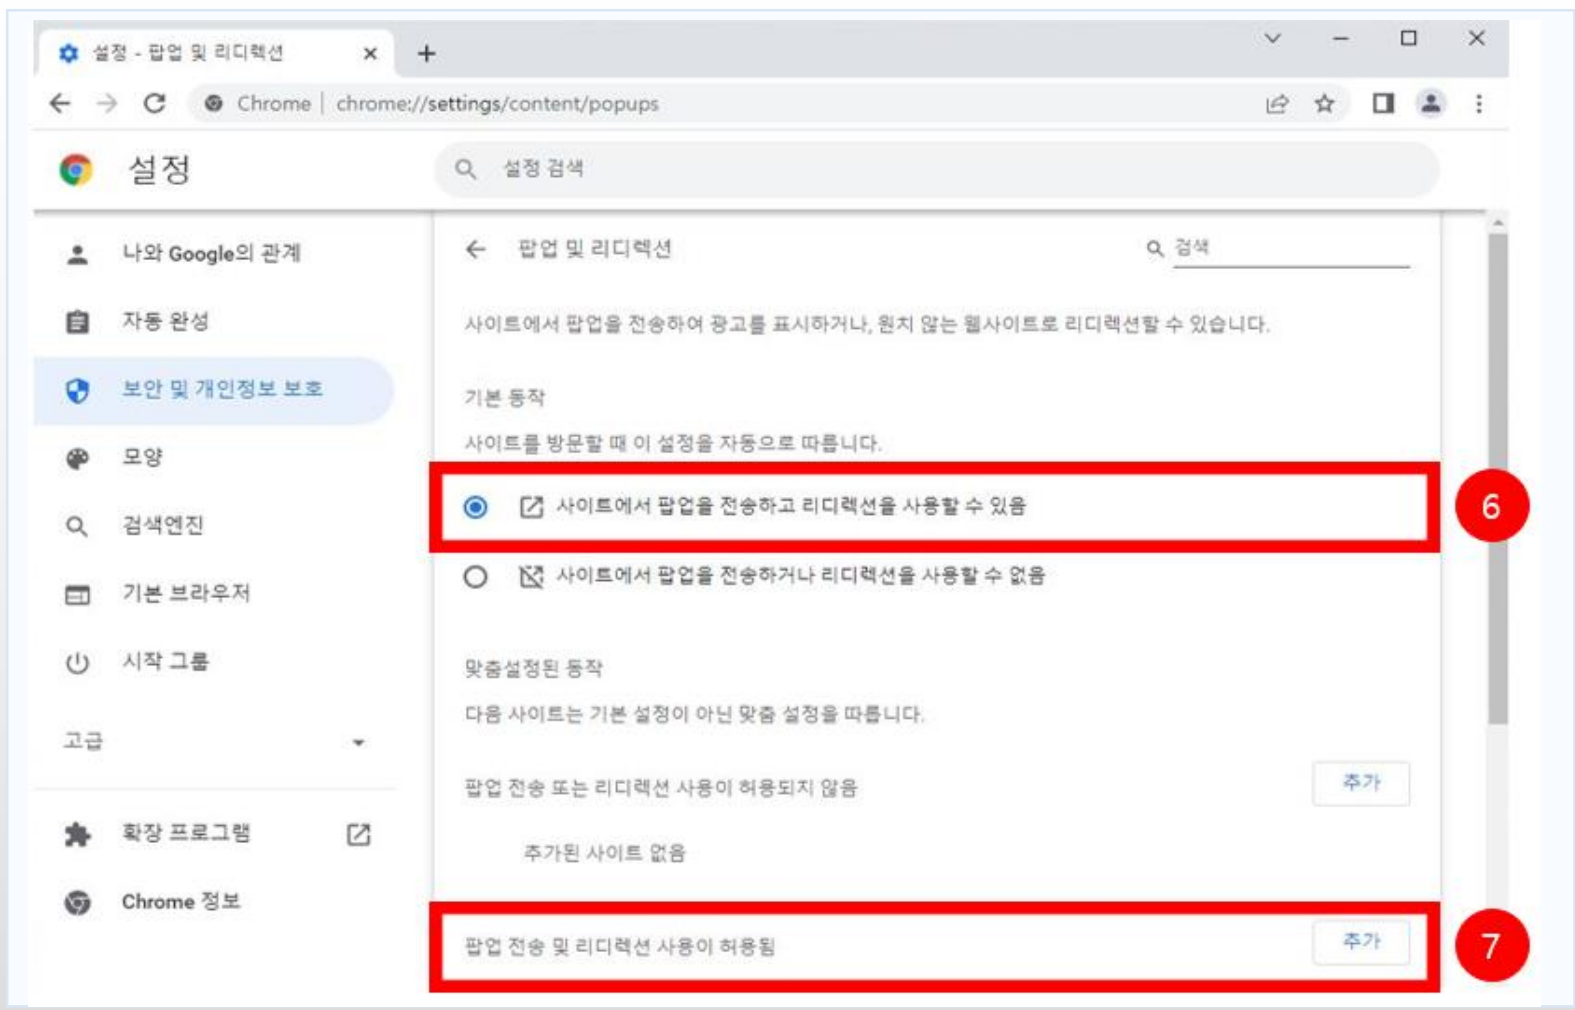 설정 - 팝업 및 리디렉션
Chrome | chrome://settings/content/popups
설정
설정 검색
나와 Google의 관계
자동 완성
보안 및 개인정보 보호
모양
검색엔진
기본 브라우저
시작 그룹
고급
확장 프로그램
Chrome 정보
팝업 및 리디렉션
검색
사이트에서 팝업을 전송하여 광고를 표시하거나, 원치 않는 웹사이트로 리디렉션할 수 있습니다.
기본 동작
사이트를 방문할 때 이 설정을 자동으로 따릅니다.
사이트에서 팝업을 전송하고 리디렉션을 사용할 수 있음
6
사이트에서 팝업을 전송하거나 리디렉션을 사용할 수 없음
맞춤설정된 동작
다음 사이트는 기본 설정이 아닌 맞춤 설정을 따릅니다.
팝업 전송 또는 리디렉션 사용이 허용되지 않음
추가
추가된 사이트 없음
팝업 전송 및 리디렉션 사용이 허용됨
추가
7